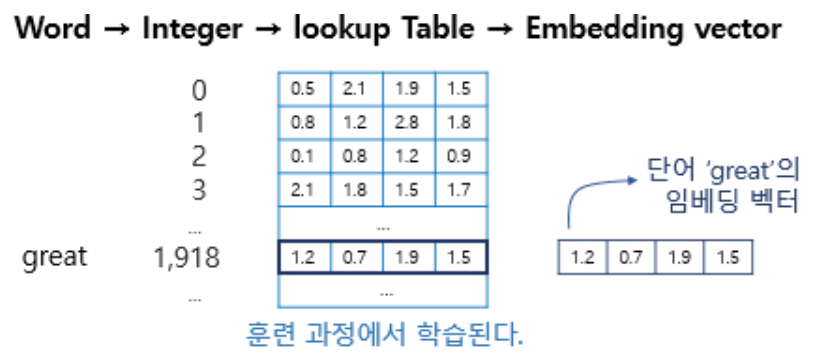 Word → Integer → lookup Table → Embedding vector
0 0.5 2.1 1.9 1.5
1 0.8 1.2 2.8 1.8
2 0.1 0.8 1.2 0.9
3 2.1 1.8 1.5 1.7
... ...
great 1,918 1.2 0.7 1.9 1.5
... ...
훈련 과정에서 학습된다.
단어 ‘great’의
임베딩 벡터
1.2 0.7 1.9 1.5